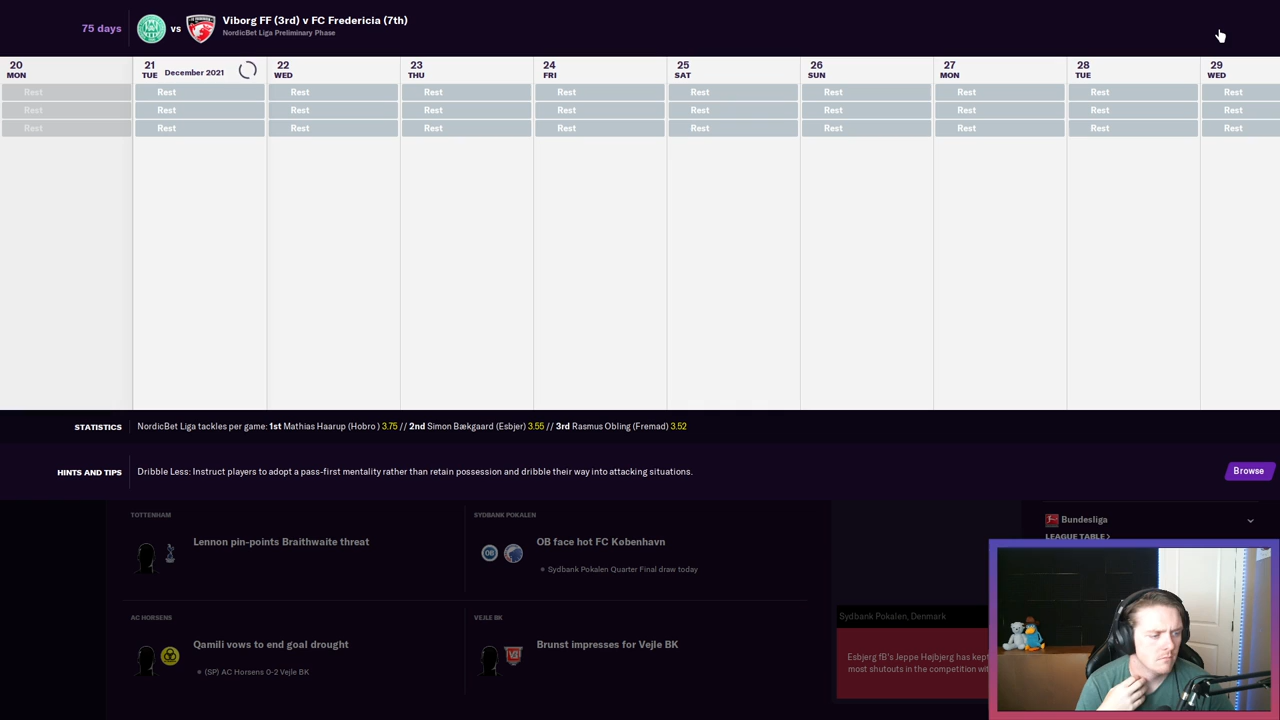 75 days
vs
Viborg FF (3rd) v FC Fredericia (7th)
NordicBet Liga Preliminary Phase
20 21 22 23 24 25 26 27 28 29
MON TUE December 2021 WED THU FRI SAT SUN MON TUE WED
Rest Rest Rest Rest Rest Rest Rest Rest Rest Rest
Rest Rest Rest Rest Rest Rest Rest Rest Rest Rest
Rest Rest Rest Rest Rest Rest Rest Rest Rest Rest
STATISTICS NordicBet Liga tackles per game: 1st Mathias Haarup (Hobro ) 3.75 // 2nd Simon Bækgaard (Esbjer) 3.55 // 3rd Rasmus Obling (Fremad) 3.52
HINTS AND TIPS Dribble Less: Instruct players to adopt a pass-first mentality rather than retain possession and dribble their way into attacking situations.
Browse
TOTTENHAM
Lennon pin-points Braithwaite threat
SYDBANK POKALEN
OB face hot FC København
Sydbank Pokalen Quarter Final draw today
AC HORSENS
Qamili vows to end goal drought
(SP) AC Horsens 0-2 Vejle BK
VEJLE BK
Brunst impresses for Vejle BK
Bundesliga
LEAGUE TABLE >
Sydbank Pokalen, Denmark
Esbjerg fB's Jeppe Højbjerg has kept
most shutouts in the competition wit